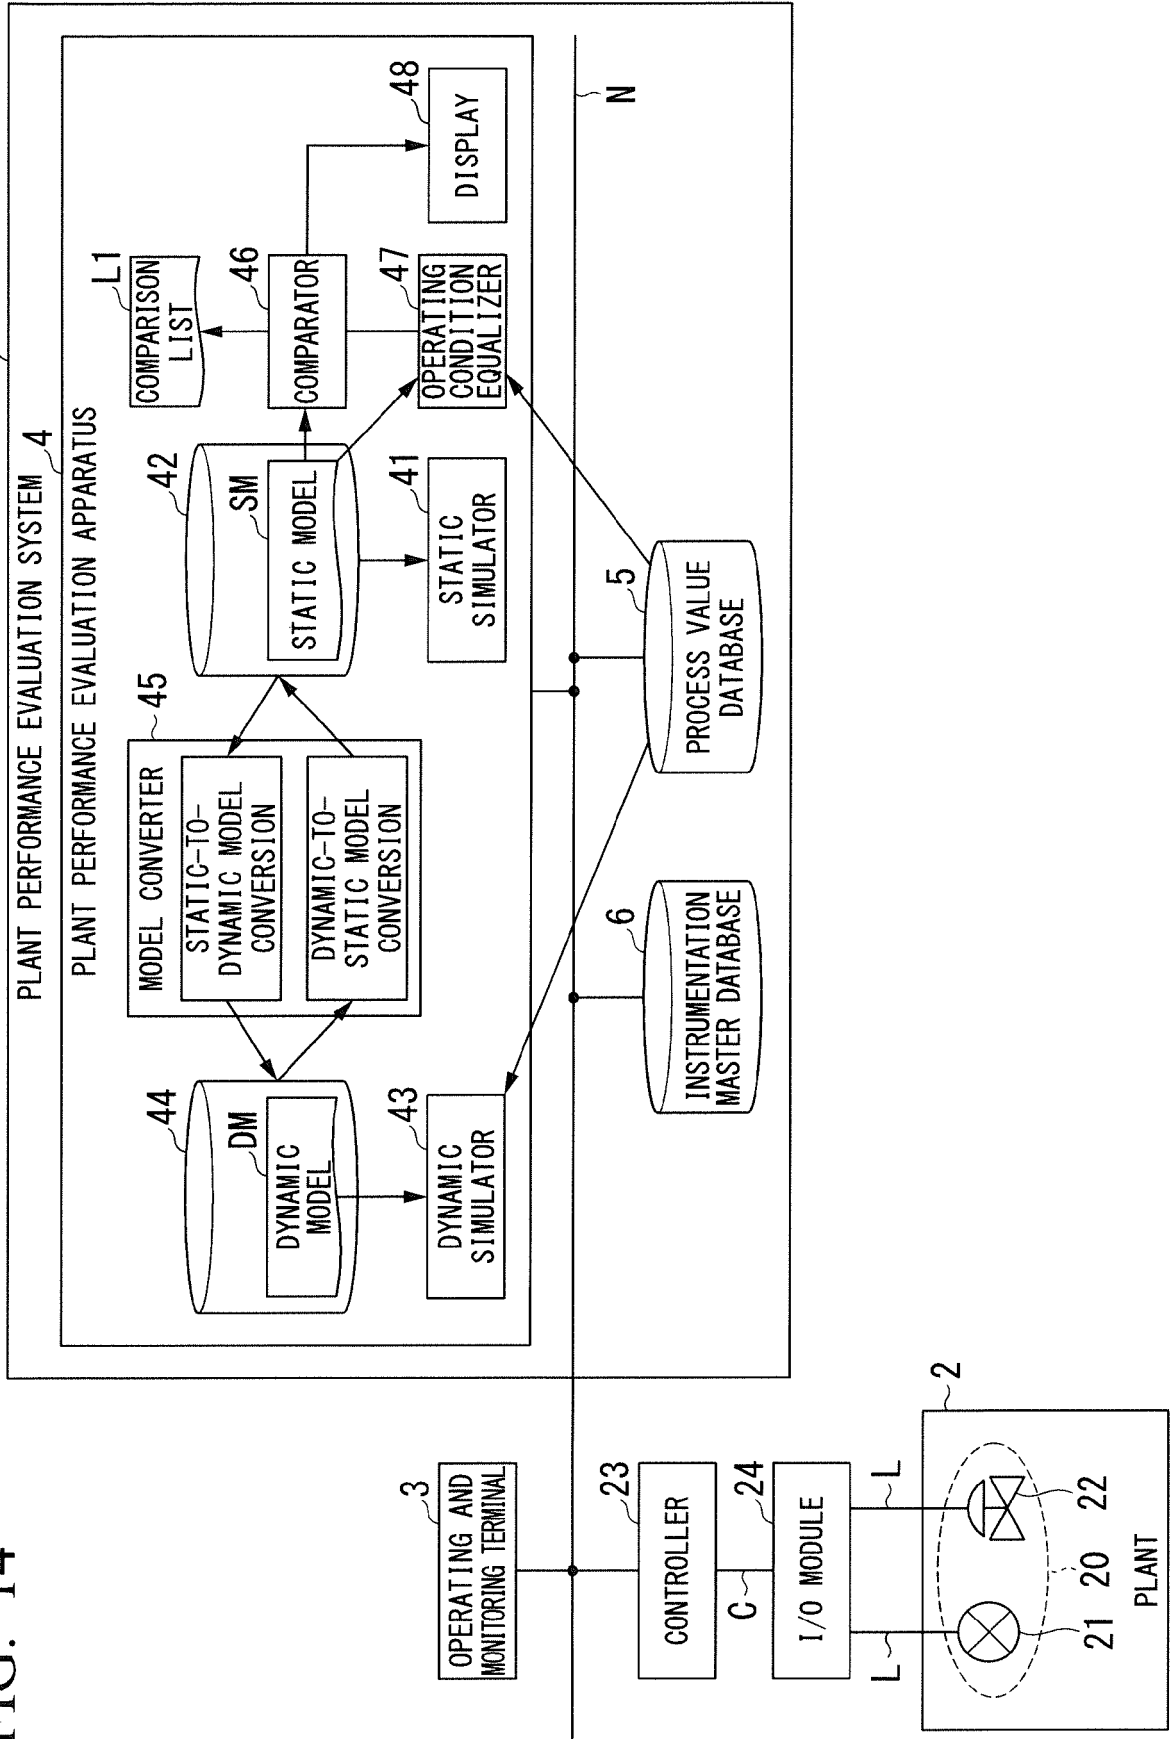 FIG. 14
PLANT PERFORMANCE EVALUATION SYSTEM
4
PLANT PERFORMANCE EVALUATION APPARATUS
44
DM
DYNAMIC
MODEL
43
DYNAMIC
SIMULATOR
45
MODEL CONVERTER
STATIC-TO-
DYNAMIC MODEL
CONVERSION
DYNAMIC-TO-
STATIC MODEL
CONVERSION
42
SM
STATIC MODEL
41
STATIC
SIMULATOR
L1
COMPARISON
LIST
46
COMPARATOR
47
OPERATING
CONDITION
EQUALIZER
48
DISPLAY
N
3
OPERATING AND
MONITORING TERMINAL
23
CONTROLLER
C
24
I/O MODULE
L
L
2
21
20
22
PLANT
6
INSTRUMENTATION
MASTER DATABASE
5
PROCESS VALUE
DATABASE